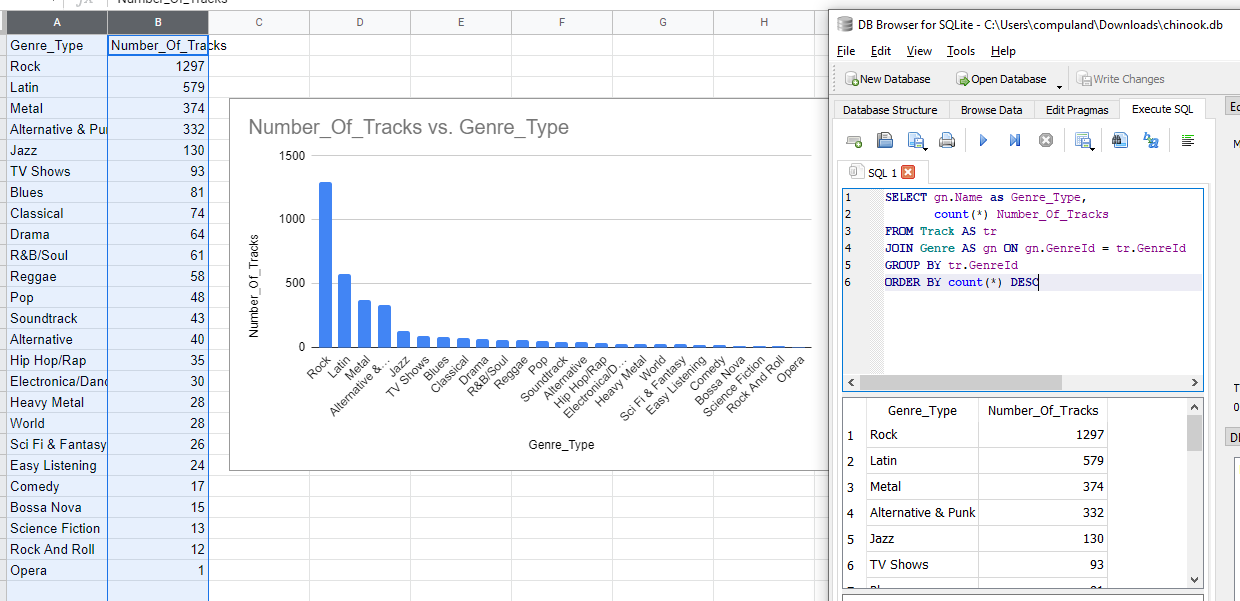 Number_Of_Tracks
A B C D E F G H
Genre_Type Number_Of_Tracks
Rock 1297
Latin 579
Metal 374
Alternative & Pu
Jazz 130
TV Shows 93
Blues 81
Classical 74
Drama 64
R&B/Soul 61
Reggae 58
Pop 48
Soundtrack 43
Alternative 40
Hip Hop/Rap 35
Electronica/Dan 30
Heavy Metal 28
World 28
Sci Fi & Fantasy 26
Easy Listening 24
Comedy 17
Bossa Nova 15
Science Fiction 13
Rock And Roll 12
Opera 1
Number_Of_Tracks vs. Genre_Type
1500
1000
500
0
Number_Of_Tracks
Rock
Latin
Metal
Alternative &...
Jazz
TV Shows
Blues
Classical
Drama
R&B/Soul
Reggae
Pop
Soundtrack
Alternative
Hip Hop/Rap
Electronica/D...
Heavy Metal
World
Sci Fi & Fantasy
Easy Listening
Comedy
Bossa Nova
Science Fiction
Rock And Roll
Opera
Genre_Type
DB Browser for SQLite - C:\Users\compuland\Downloads\chinook.db
File Edit View Tools Help
New Database Open Database Write Changes
Database Structure Browse Data Edit Pragmas Execute SQL
SQL 1
1 SELECT gn.Name as Genre_Type,
2 count(*) Number_Of_Tracks
3 FROM Track AS tr
4 JOIN Genre AS gn ON gn.GenreId = tr.GenreId
5 GROUP BY tr.GenreId
6 ORDER BY count(*) DESC
Genre_Type Number_Of_Tracks
1 Rock 1297
2 Latin 579
3 Metal 374
4 Alternative & Punk 332
5 Jazz 130
6 TV Shows 93